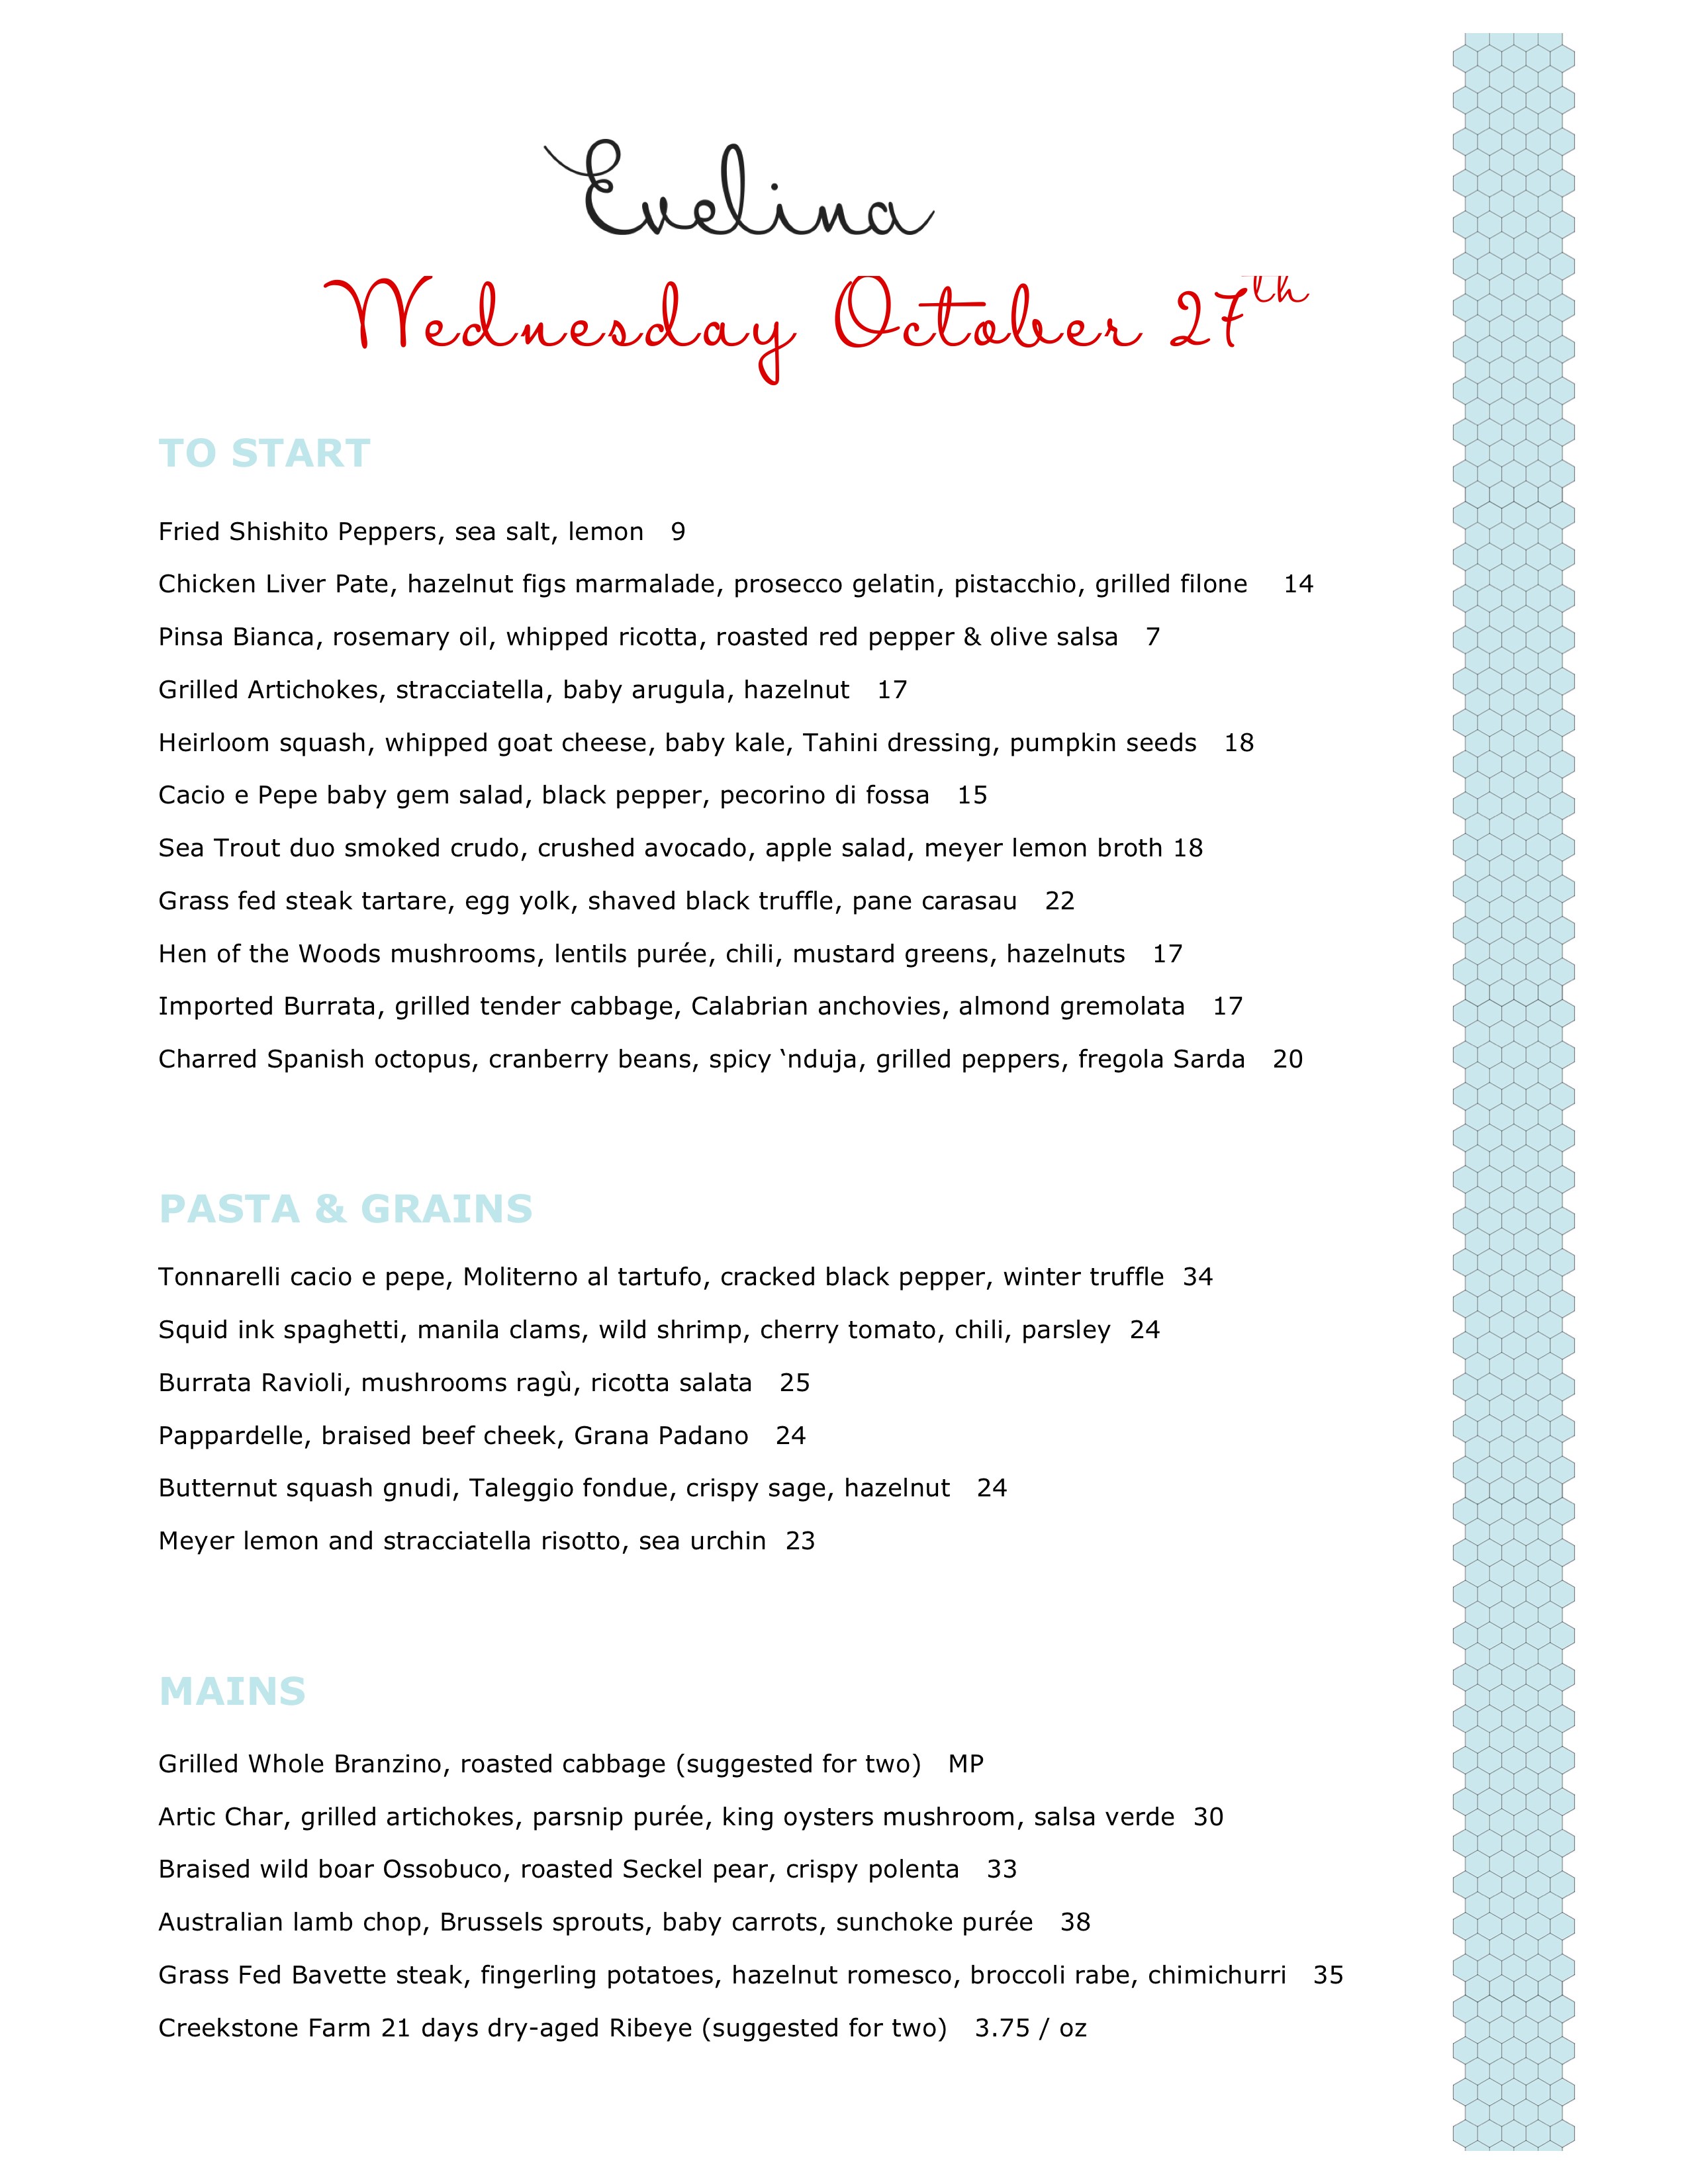 Evelina
Wednesday October 27th
TO START
Fried Shishito Peppers, sea salt, lemon 9
Chicken Liver Pate, hazelnut figs marmalade, prosecco gelatin, pistacchio, grilled filone 14
Pinsa Bianca, rosemary oil, whipped ricotta, roasted red pepper & olive salsa 7
Grilled Artichokes, stracciatella, baby arugula, hazelnut 17
Heirloom squash, whipped goat cheese, baby kale, Tahini dressing, pumpkin seeds 18
Cacio e Pepe baby gem salad, black pepper, pecorino di fossa 15
Sea Trout duo smoked crudo, crushed avocado, apple salad, meyer lemon broth 18
Grass fed steak tartare, egg yolk, shaved black truffle, pane carasau 22
Hen of the Woods mushrooms, lentils purée, chili, mustard greens, hazelnuts 17
Imported Burrata, grilled tender cabbage, Calabrian anchovies, almond gremolata 17
Charred Spanish octopus, cranberry beans, spicy ‘nduja, grilled peppers, fregola Sarda 20
PASTA & GRAINS
Tonnarelli cacio e pepe, Moliterno al tartufo, cracked black pepper, winter truffle 34
Squid ink spaghetti, manila clams, wild shrimp, cherry tomato, chili, parsley 24
Burrata Ravioli, mushrooms ragù, ricotta salata 25
Pappardelle, braised beef cheek, Grana Padano 24
Butternut squash gnudi, Taleggio fondue, crispy sage, hazelnut 24
Meyer lemon and stracciatella risotto, sea urchin 23
MAINS
Grilled Whole Branzino, roasted cabbage (suggested for two) MP
Artic Char, grilled artichokes, parsnip purée, king oysters mushroom, salsa verde 30
Braised wild boar Ossobuco, roasted Seckel pear, crispy polenta 33
Australian lamb chop, Brussels sprouts, baby carrots, sunchoke purée 38
Grass Fed Bavette steak, fingerling potatoes, hazelnut romesco, broccoli rabe, chimichurri 35
Creekstone Farm 21 days dry-aged Ribeye (suggested for two) 3.75 / oz